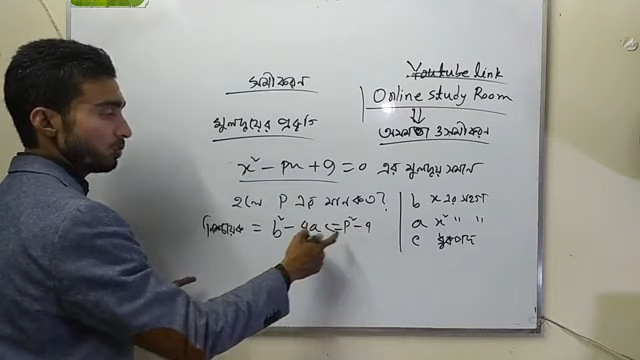 সমীকরণ
Youtube link
Online study Room
মূলদ্বয়ের প্রকৃতি
অসমতা ও সমীকরণ
x² − px + 9 = 0 এর মূলদ্বয় সমান
হলে p এর মান কত?
b x এর সহগ
নিশ্চায়ক = b² − 4ac = p² − 9
a x² " "
c ধ্রুবপদ